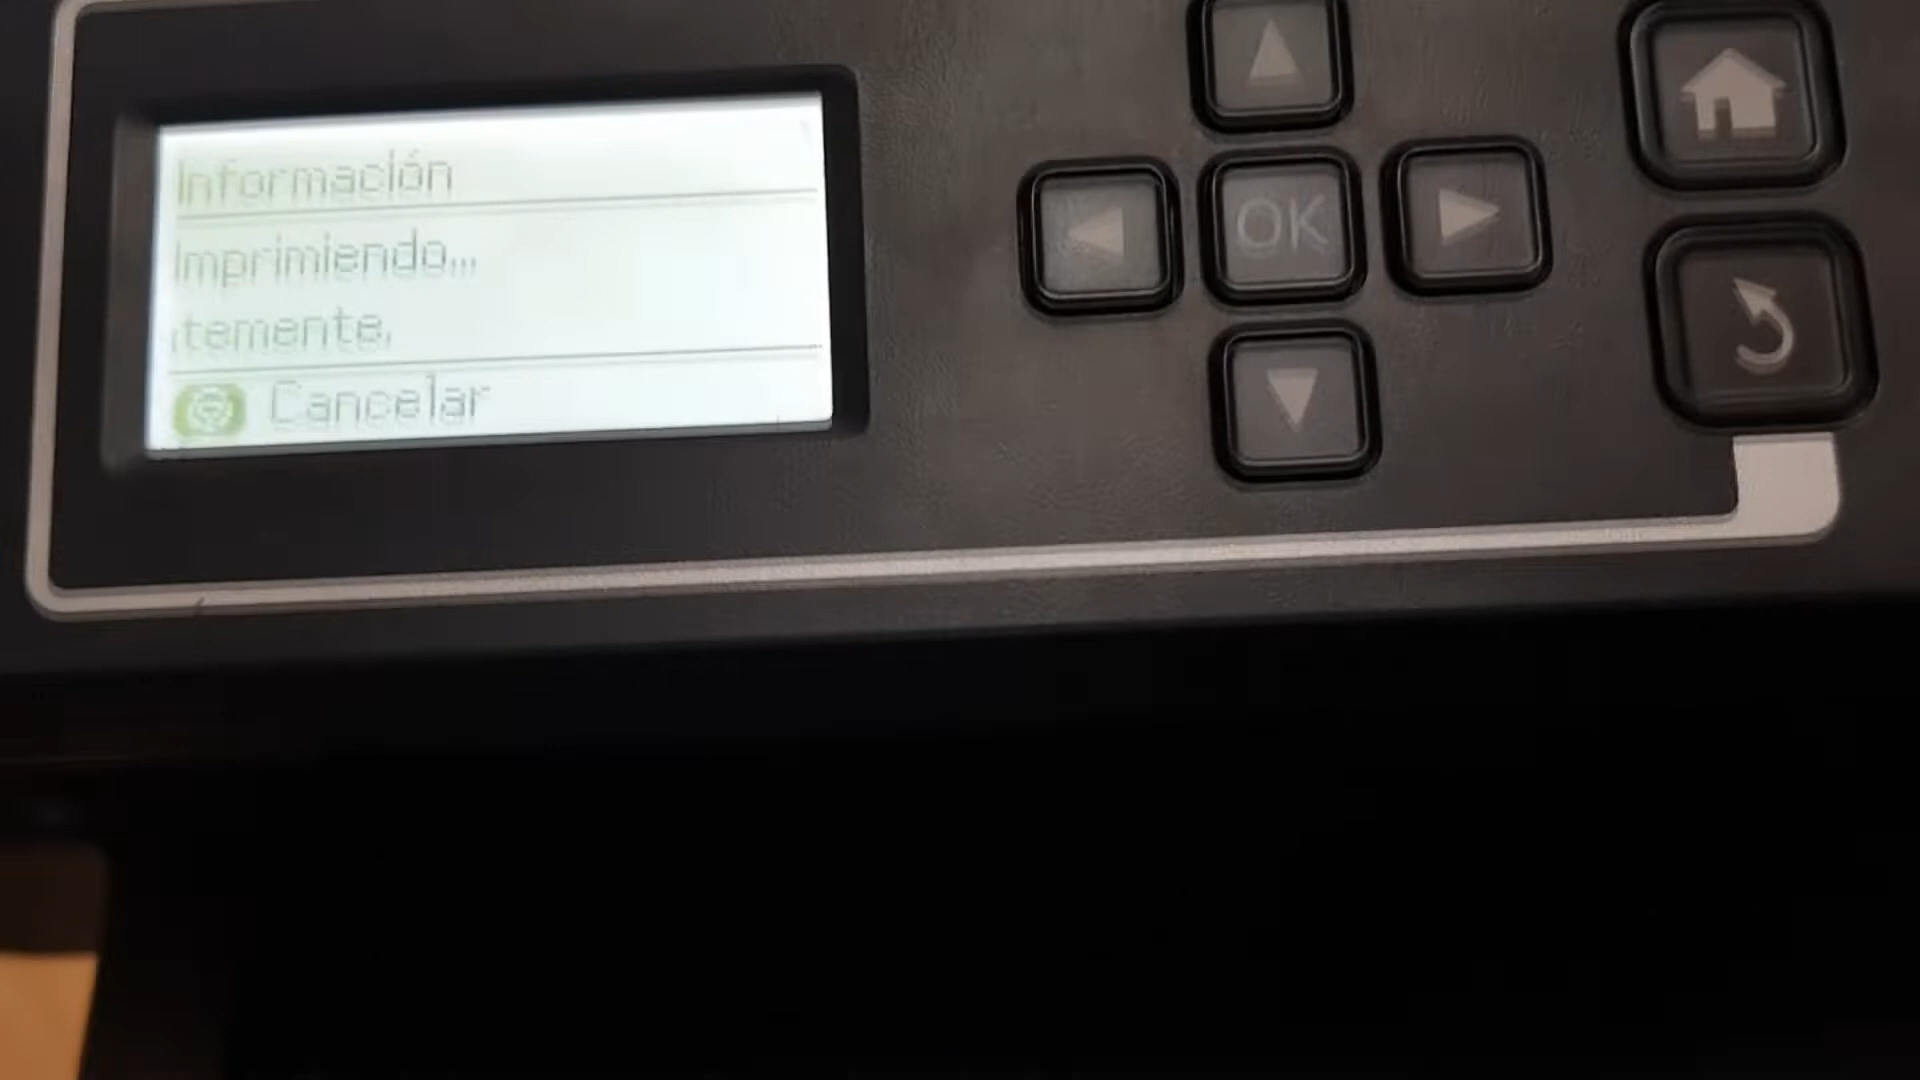 Información
Imprimiendo...
temente.
Cancelar
OK